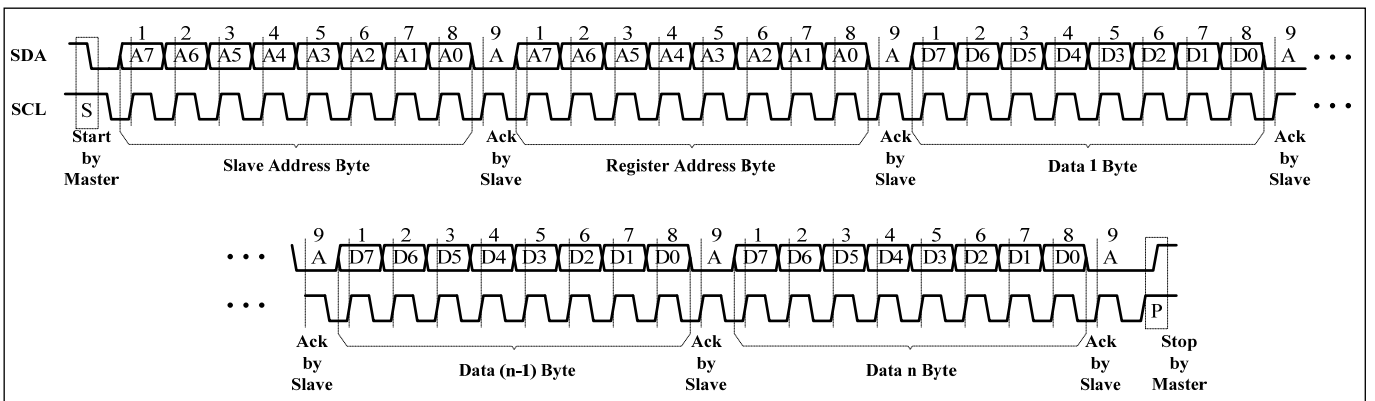 1 2 3 4 5 6 7 8 9 1 2 3 4 5 6 7 8 9 1 2 3 4 5 6 7 8 9
SDA A7 A6 A5 A4 A3 A2 A1 A0 A A7 A6 A5 A4 A3 A2 A1 A0 A D7 D6 D5 D4 D3 D2 D1 D0 A • • •
SCL S • • •
Start by Master
Slave Address Byte
Ack by Slave
Register Address Byte
Ack by Slave
Data 1 Byte
Ack by Slave
9 1 2 3 4 5 6 7 8 9 1 2 3 4 5 6 7 8 9
• • • A D7 D6 D5 D4 D3 D2 D1 D0 A D7 D6 D5 D4 D3 D2 D1 D0 A
• • • P
Ack by Slave
Data (n-1) Byte
Ack by Slave
Data n Byte
Ack by Slave
Stop by Master